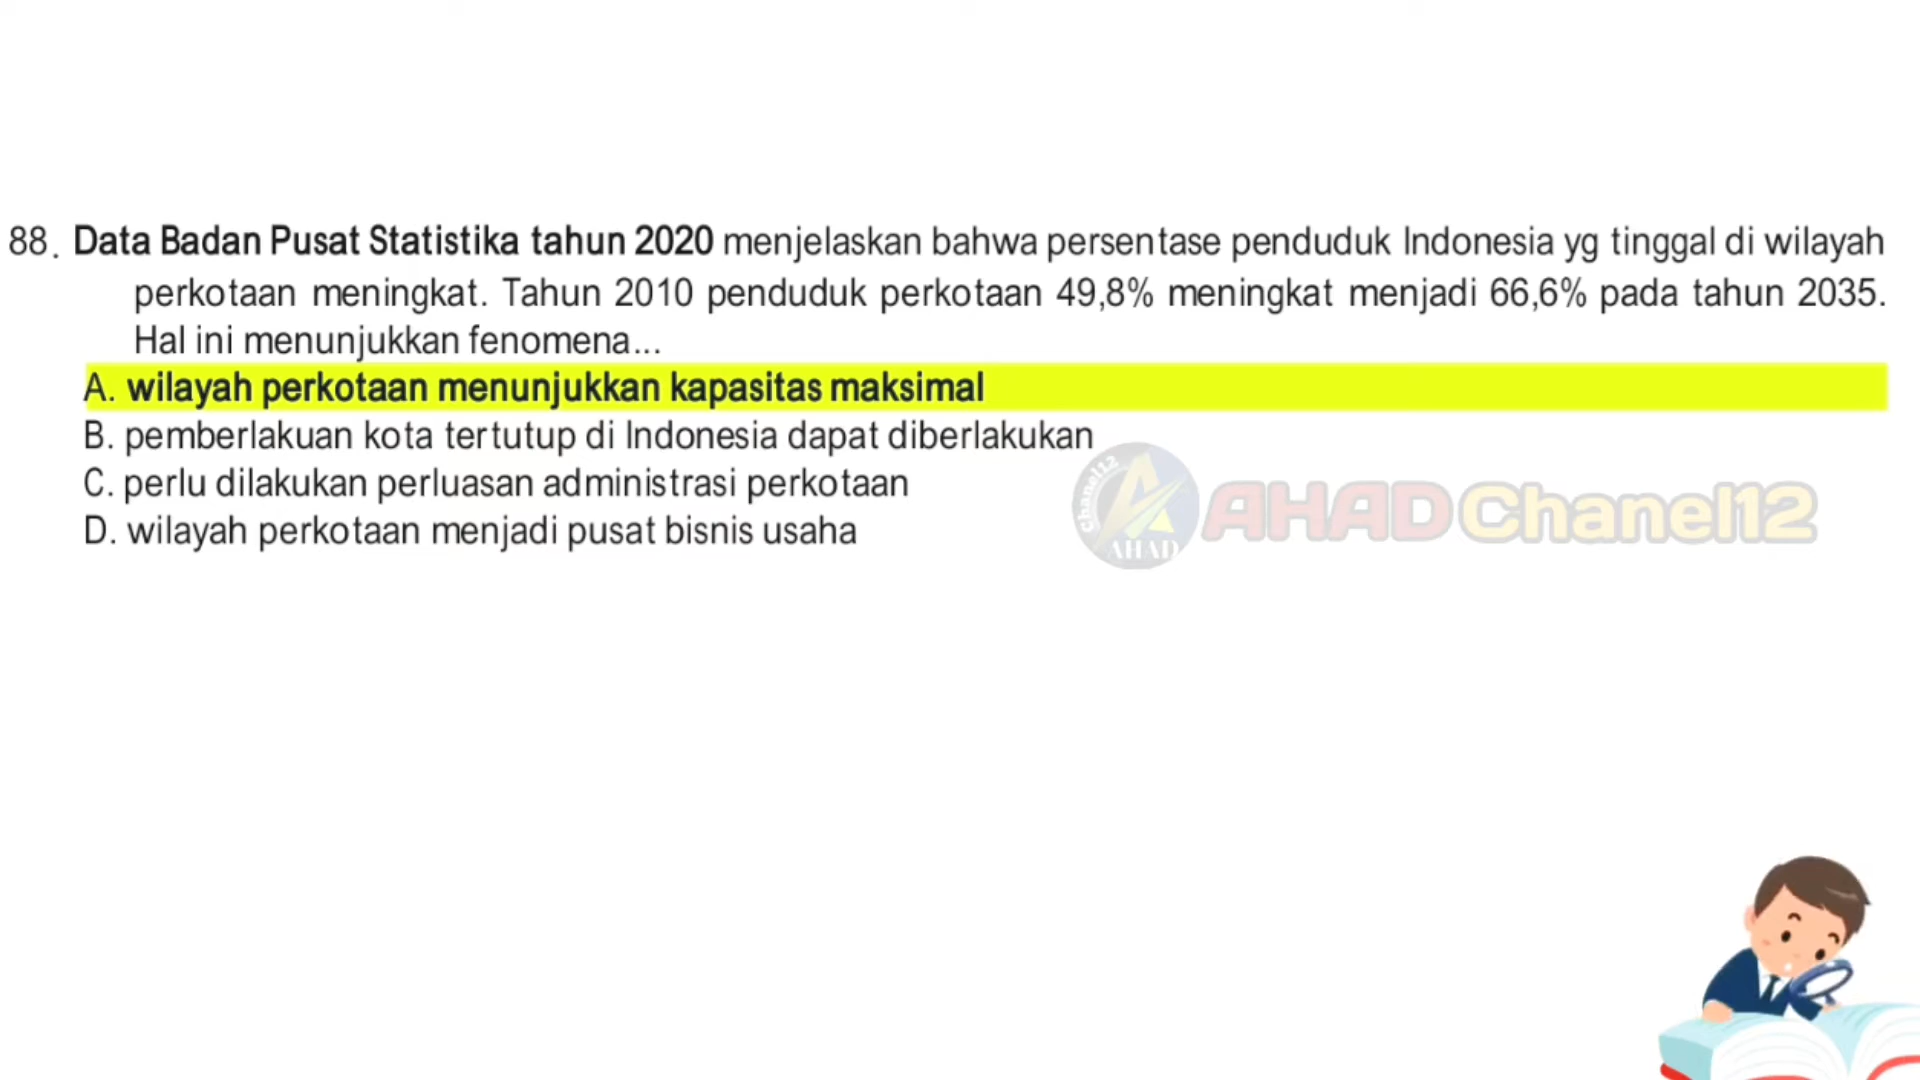 88. Data Badan Pusat Statistika tahun 2020 menjelaskan bahwa persentase penduduk Indonesia yg tinggal di wilayah
perkotaan meningkat. Tahun 2010 penduduk perkotaan 49,8% meningkat menjadi 66,6% pada tahun 2035.
Hal ini menunjukkan fenomena...
A. wilayah perkotaan menunjukkan kapasitas maksimal
B. pemberlakuan kota tertutup di Indonesia dapat diberlakukan
C. perlu dilakukan perluasan administrasi perkotaan
D. wilayah perkotaan menjadi pusat bisnis usaha
Chanel12
AHAD
AHAD Chanel12